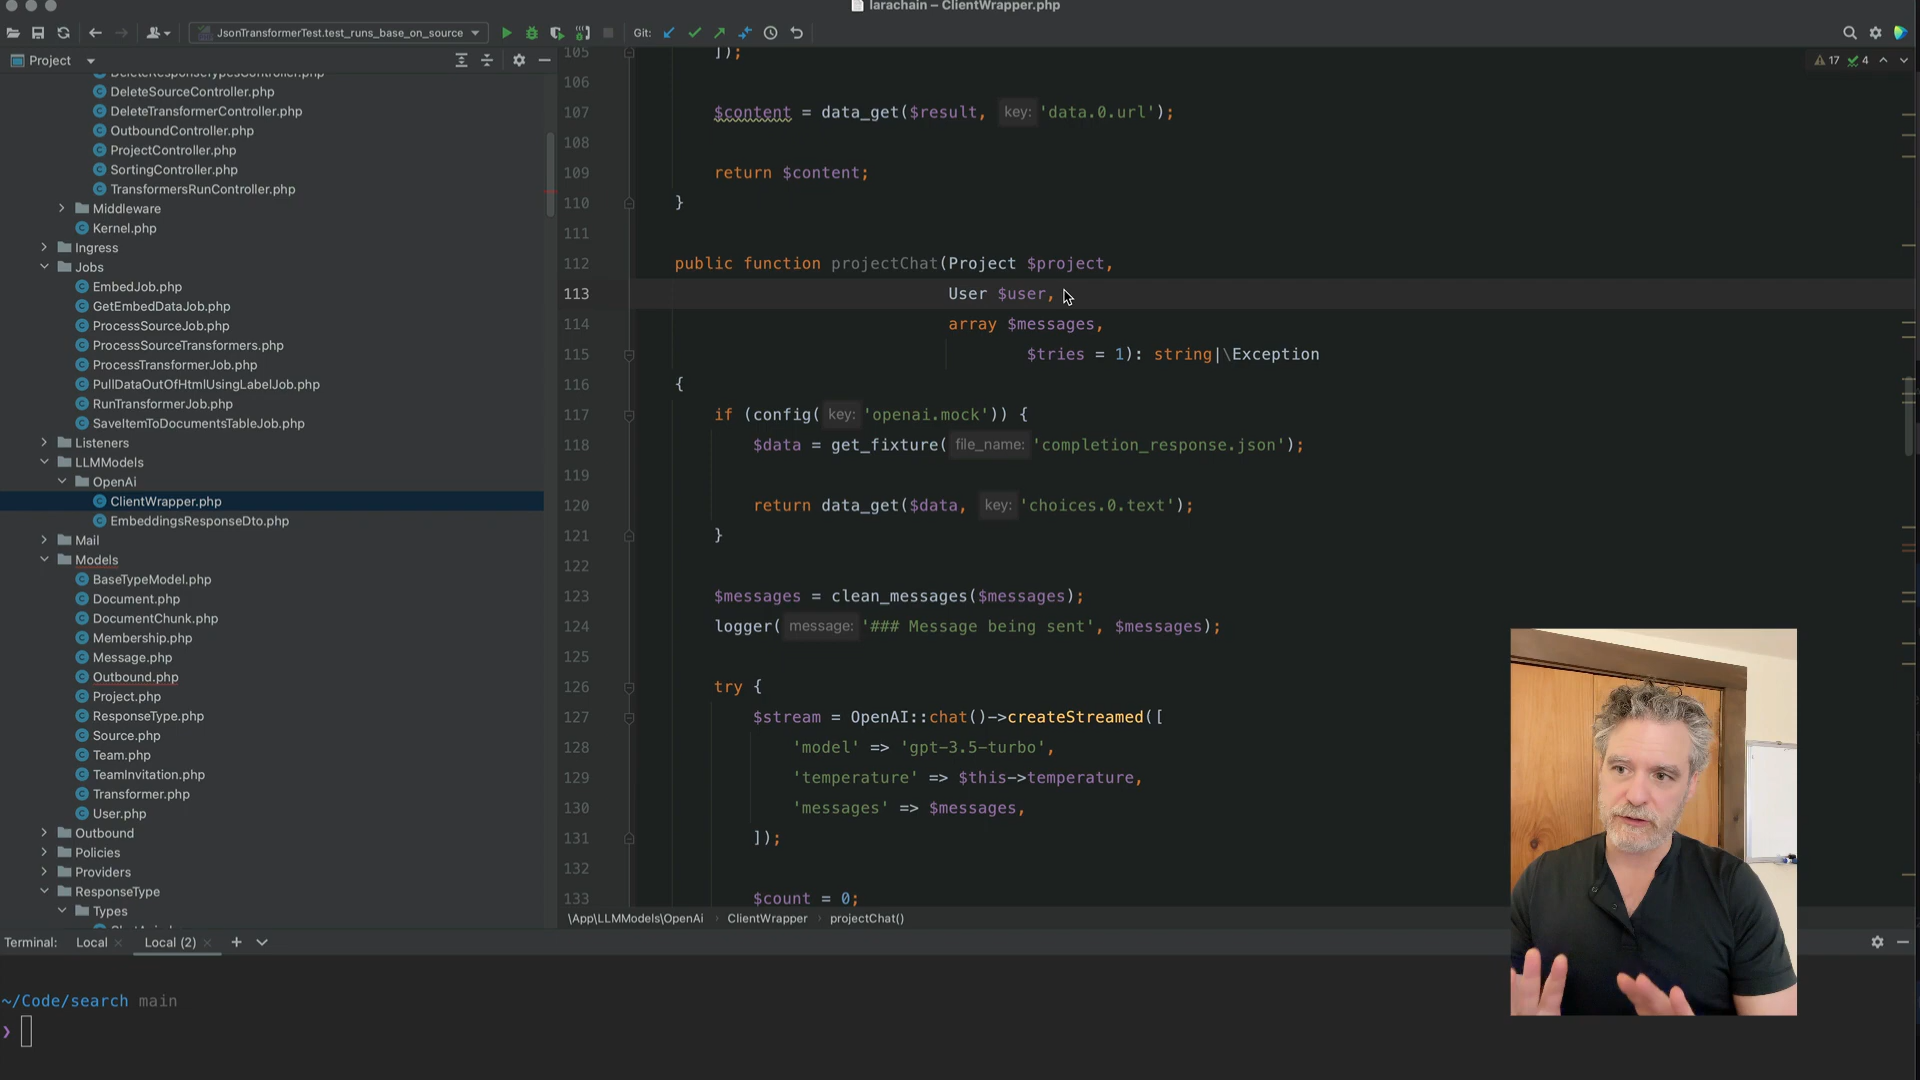 larachain – ClientWrapper.php
JsonTransformerTest.test_runs_base_on_source
Git:
Project
17 4
DeleteResponseTypesController.php
DeleteSourceController.php
DeleteTransformerController.php
OutboundController.php
ProjectController.php
SortingController.php
TransformersRunController.php
Middleware
Kernel.php
Ingress
Jobs
EmbedJob.php
GetEmbedDataJob.php
ProcessSourceJob.php
ProcessSourceTransformers.php
ProcessTransformerJob.php
PullDataOutOfHtmlUsingLabelJob.php
RunTransformerJob.php
SaveItemToDocumentsTableJob.php
Listeners
LLMModels
OpenAi
ClientWrapper.php
EmbeddingsResponseDto.php
Mail
Models
BaseTypeModel.php
Document.php
DocumentChunk.php
Membership.php
Message.php
Outbound.php
Project.php
ResponseType.php
Source.php
Team.php
TeamInvitation.php
Transformer.php
User.php
Outbound
Policies
Providers
ResponseType
Types
105 ]);
106
107 $content = data_get($result, key: 'data.0.url');
108
109 return $content;
110 }
111
112 public function projectChat(Project $project,
113 User $user,
114 array $messages,
115 $tries = 1): string|\Exception
116 {
117 if (config( key: 'openai.mock')) {
118 $data = get_fixture( file_name: 'completion_response.json');
119
120 return data_get($data, key: 'choices.0.text');
121 }
122
123 $messages = clean_messages($messages);
124 logger( message: '### Message being sent', $messages);
125
126 try {
127 $stream = OpenAI::chat()->createStreamed([
128 'model' => 'gpt-3.5-turbo',
129 'temperature' => $this->temperature,
130 'messages' => $messages,
131 ]);
132
133 $count = 0;
\App\LLMModels\OpenAi › ClientWrapper › projectChat()
Terminal: Local × Local (2) × +
~/Code/search main
❯